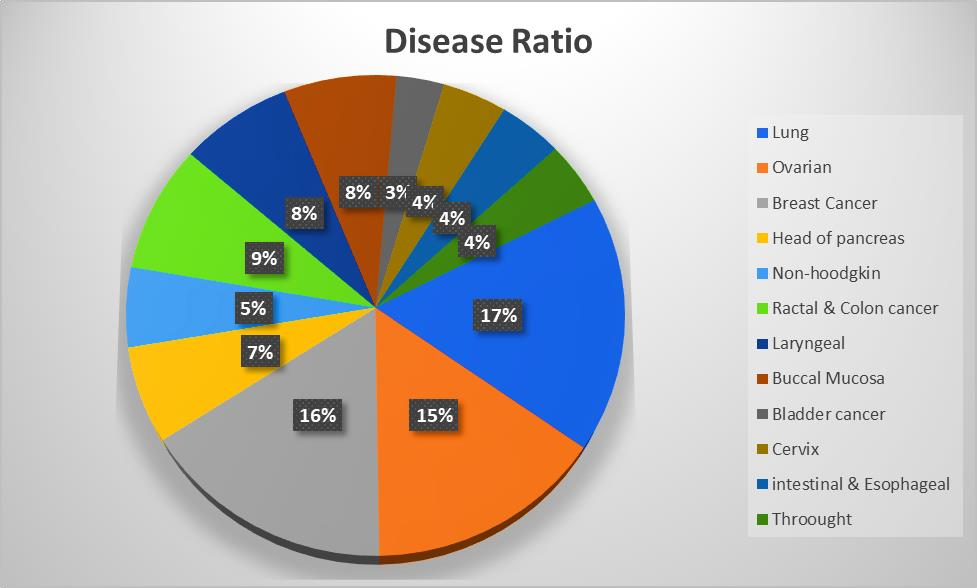 Disease Ratio
8%
3%
4%
4%
4%
8%
9%
5%
7%
17%
16%
15%
Lung
Ovarian
Breast Cancer
Head of pancreas
Non-hoodgkin
Ractal & Colon cancer
Laryngeal
Buccal Mucosa
Bladder cancer
Cervix
intestinal & Esophageal
Throought